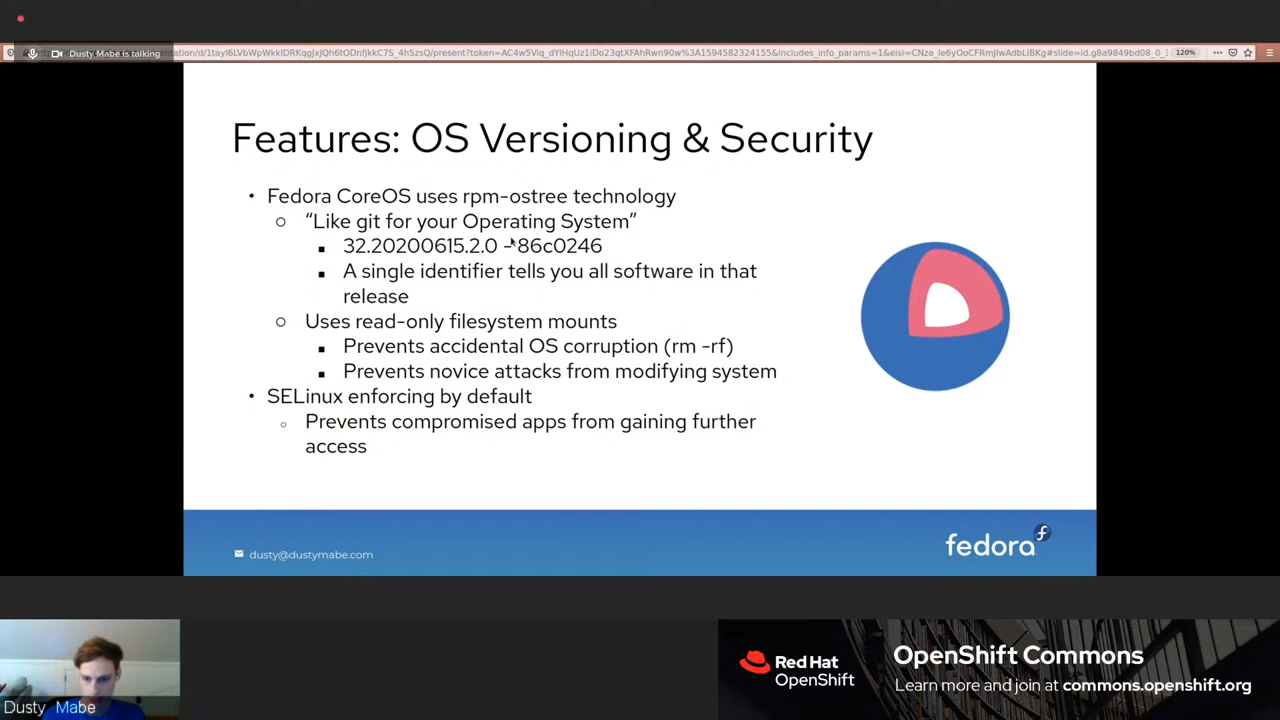 Dusty Mabe is talking
120%
Features: OS Versioning & Security
• Fedora CoreOS uses rpm-ostree technology
○ “Like git for your Operating System”
▪ 32.20200615.2.0 - 86c0246
▪ A single identifier tells you all software in that
release
○ Uses read-only filesystem mounts
▪ Prevents accidental OS corruption (rm -rf)
▪ Prevents novice attacks from modifying system
• SELinux enforcing by default
○ Prevents compromised apps from gaining further
access
dusty@dustymabe.com
fedora
Dusty Mabe
Red Hat
OpenShift
OpenShift Commons
Learn more and join at commons.openshift.org